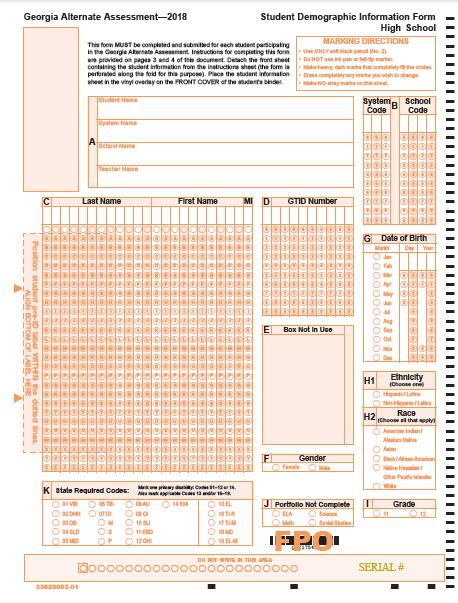 Georgia Alternate Assessment—2018
Student Demographic Information Form
High School
This form MUST be completed and submitted for each student participating
in the Georgia Alternate Assessment. Instructions for completing this form
are provided on pages 3 and 4 of this document. Detach the front sheet
containing the student information from the instructions sheet (the form is
perforated along the fold for this purpose). Place the student information
sheet in the vinyl overlay on the FRONT COVER of the student's binder.
MARKING DIRECTIONS
• Use ONLY soft black pencil (No. 2).
• Do NOT use ink pen or felt-tip marker.
• Make heavy, dark marks that completely fill the circles.
• Erase completely any marks you wish to change.
• Make NO stray marks on this sheet.
A
Student Name
System Name
School Name
Teacher Name
System Code
B
School Code
C Last Name First Name MI
D GTID Number
E Box Not in Use
F Gender
Female Male
G Date of Birth
Month Day Year
Jan
Feb
Mar
Apr
May
Jun
Jul
Aug
Sep
Oct
Nov
Dec
H1 Ethnicity
(Choose one)
Hispanic / Latino
Non-Hispanic / Latino
H2 Race
(Choose all that apply)
American Indian /
Alaskan Native
Asian
Black / African-American
Native Hawaiian /
Other Pacific Islander
White
I Grade
11 12
J Portfolio Not Complete
ELA Science
Math Social Studies
K State Required Codes:
Mark one primary disability: Codes 01–12 or 14.
Also mark applicable Codes 13 and/or 15–19.
01 VIB 06 TBI 08 AU 14 504 13 EL
02 DHH 07 ID 09 OI 16 TI-R
03 DB M 10 SLI 17 TI-M
04 SLD S 11 EBD 18 MC
05 MID P 12 OHI 19 EL-M
Position student pre-ID label WITHIN the dotted lines.
ALIGN BOTTOM OF LABEL HERE
FPO
DO NOT WRITE IN THIS AREA
SERIAL #
33620002-01